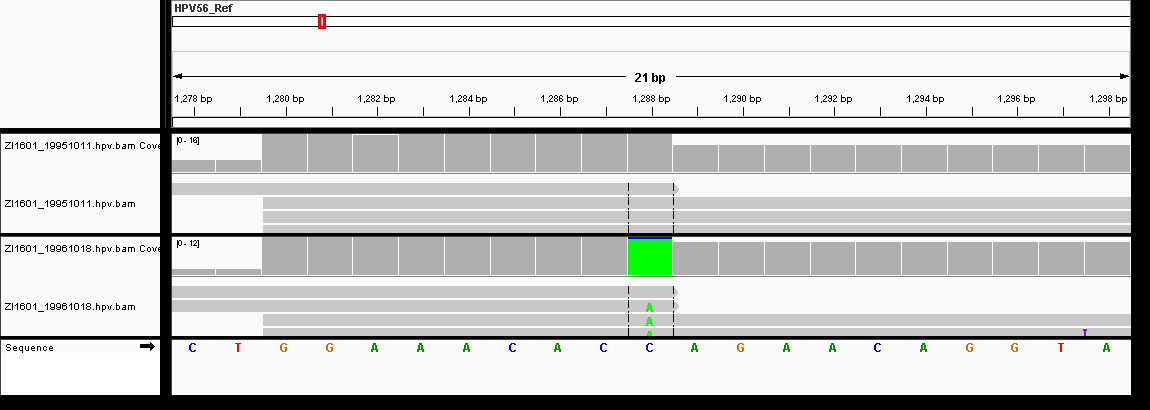 HPV56_Ref
21 bp
1,278 bp 1,280 bp 1,282 bp 1,284 bp 1,286 bp 1,288 bp 1,290 bp 1,292 bp 1,294 bp 1,296 bp 1,298 bp
ZI1601_19951011.hpv.bam Cove [0 - 16]
ZI1601_19951011.hpv.bam
ZI1601_19961018.hpv.bam Cove [0 - 12]
ZI1601_19961018.hpv.bam A
A
A
Sequence C T G G A A A C A C C A G A A C A G G T A